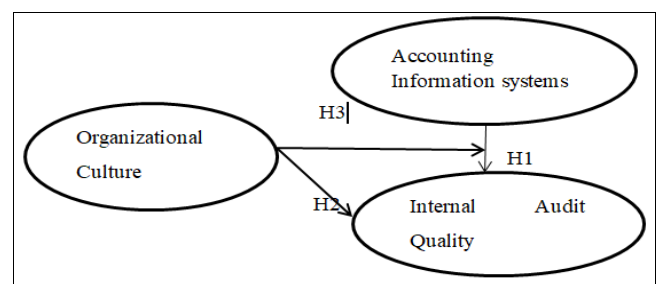 Accounting
Information systems
H3
Organizational
Culture
H1
H2
Internal Audit
Quality